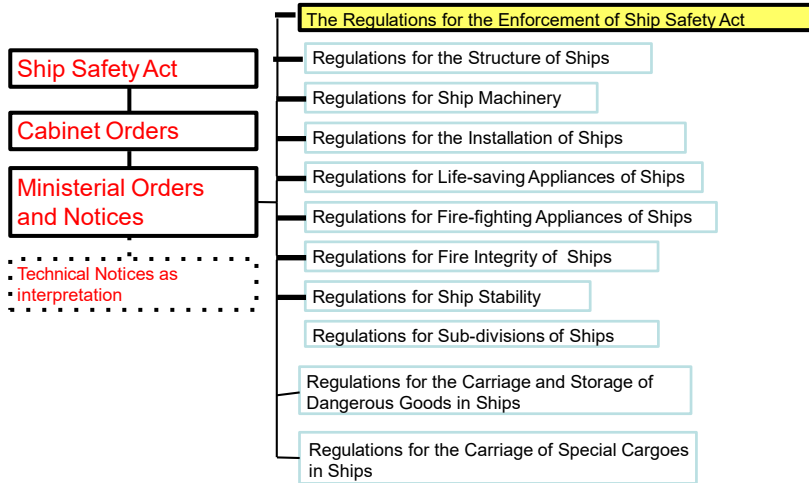 The Regulations for the Enforcement of Ship Safety Act
Ship Safety Act
Cabinet Orders
Ministerial Orders
and Notices
Technical Notices as
interpretation
Regulations for the Structure of Ships
Regulations for Ship Machinery
Regulations for the Installation of Ships
Regulations for Life-saving Appliances of Ships
Regulations for Fire-fighting Appliances of Ships
Regulations for Fire Integrity of Ships
Regulations for Ship Stability
Regulations for Sub-divisions of Ships
Regulations for the Carriage and Storage of
Dangerous Goods in Ships
Regulations for the Carriage of Special Cargoes
in Ships